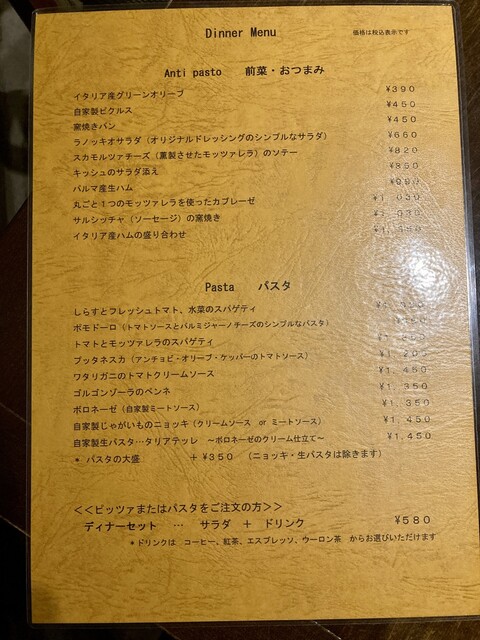 Dinner Menu
価格は税込表示です
Anti pasto 前菜・おつまみ
イタリア産グリーンオリーブ ¥390
自家製ピクルス ¥450
窯焼きパン ¥450
ラノッキオサラダ（オリジナルドレッシングのシンプルなサラダ） ¥660
スカモルツァチーズ（薫製させたモッツァレラ）のソテー ¥820
キッシュのサラダ添え ¥850
パルマ産生ハム
丸ごと１つのモッツァレラを使ったカプレーゼ ¥1,030
サルシッチャ（ソーセージ）の窯焼き ¥1,030
イタリア産ハムの盛り合わせ
Pasta パスタ
しらすとフレッシュトマト、水菜のスパゲティ
ポモドーロ（トマトソースとパルミジャーノチーズのシンプルなパスタ）
トマトとモッツァレラのスパゲティ
プッタネスカ（アンチョビ・オリーブ・ケッパーのトマトソース） ¥1,200
ワタリガニのトマトクリームソース ¥1,450
ゴルゴンゾーラのペンネ ¥1,350
ボロネーゼ（自家製ミートソース） ¥1,350
自家製じゃがいものニョッキ（クリームソース or ミートソース） ¥1,450
自家製生パスタ…タリアテッレ ～ボロネーゼのクリーム仕立て～ ¥1,450
* パスタの大盛 ＋¥350 （ニョッキ・生パスタは除きます）
<<ピッツァまたはパスタをご注文の方>>
ディナーセット … サラダ ＋ ドリンク ¥580
*ドリンクは コーヒー、紅茶、エスプレッソ、ウーロン茶 からお選びいただけます